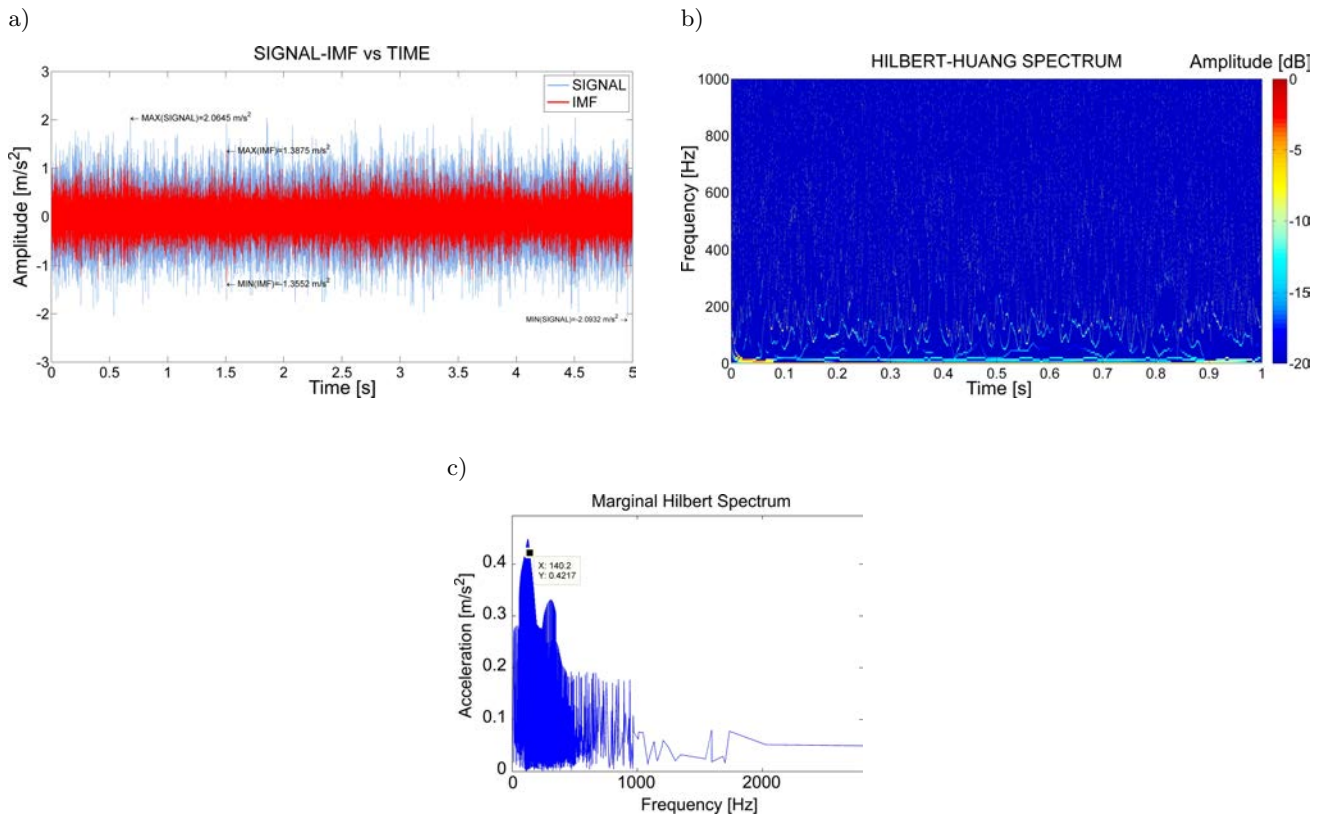 a)
SIGNAL-IMF vs TIME
Amplitude [m/s²]
3
2
1
0
-1
-2
-3
SIGNAL
IMF
← MAX(SIGNAL)=2.0645 m/s²
← MAX(IMF)=1.3875 m/s²
← MIN(IMF)=-1.3552 m/s²
MIN(SIGNAL)=-2.0932 m/s² →
0 0.5 1 1.5 2 2.5 3 3.5 4 4.5 5
Time [s]
b)
HILBERT-HUANG SPECTRUM
Amplitude [dB]
Frequency [Hz]
1000
800
600
400
200
0
0 0.1 0.2 0.3 0.4 0.5 0.6 0.7 0.8 0.9 1
Time [s]
0
-5
-10
-15
-20
c)
Marginal Hilbert Spectrum
Acceleration [m/s²]
0.4
0.3
0.2
0.1
0
X: 140.2
Y: 0.4217
0 1000 2000
Frequency [Hz]